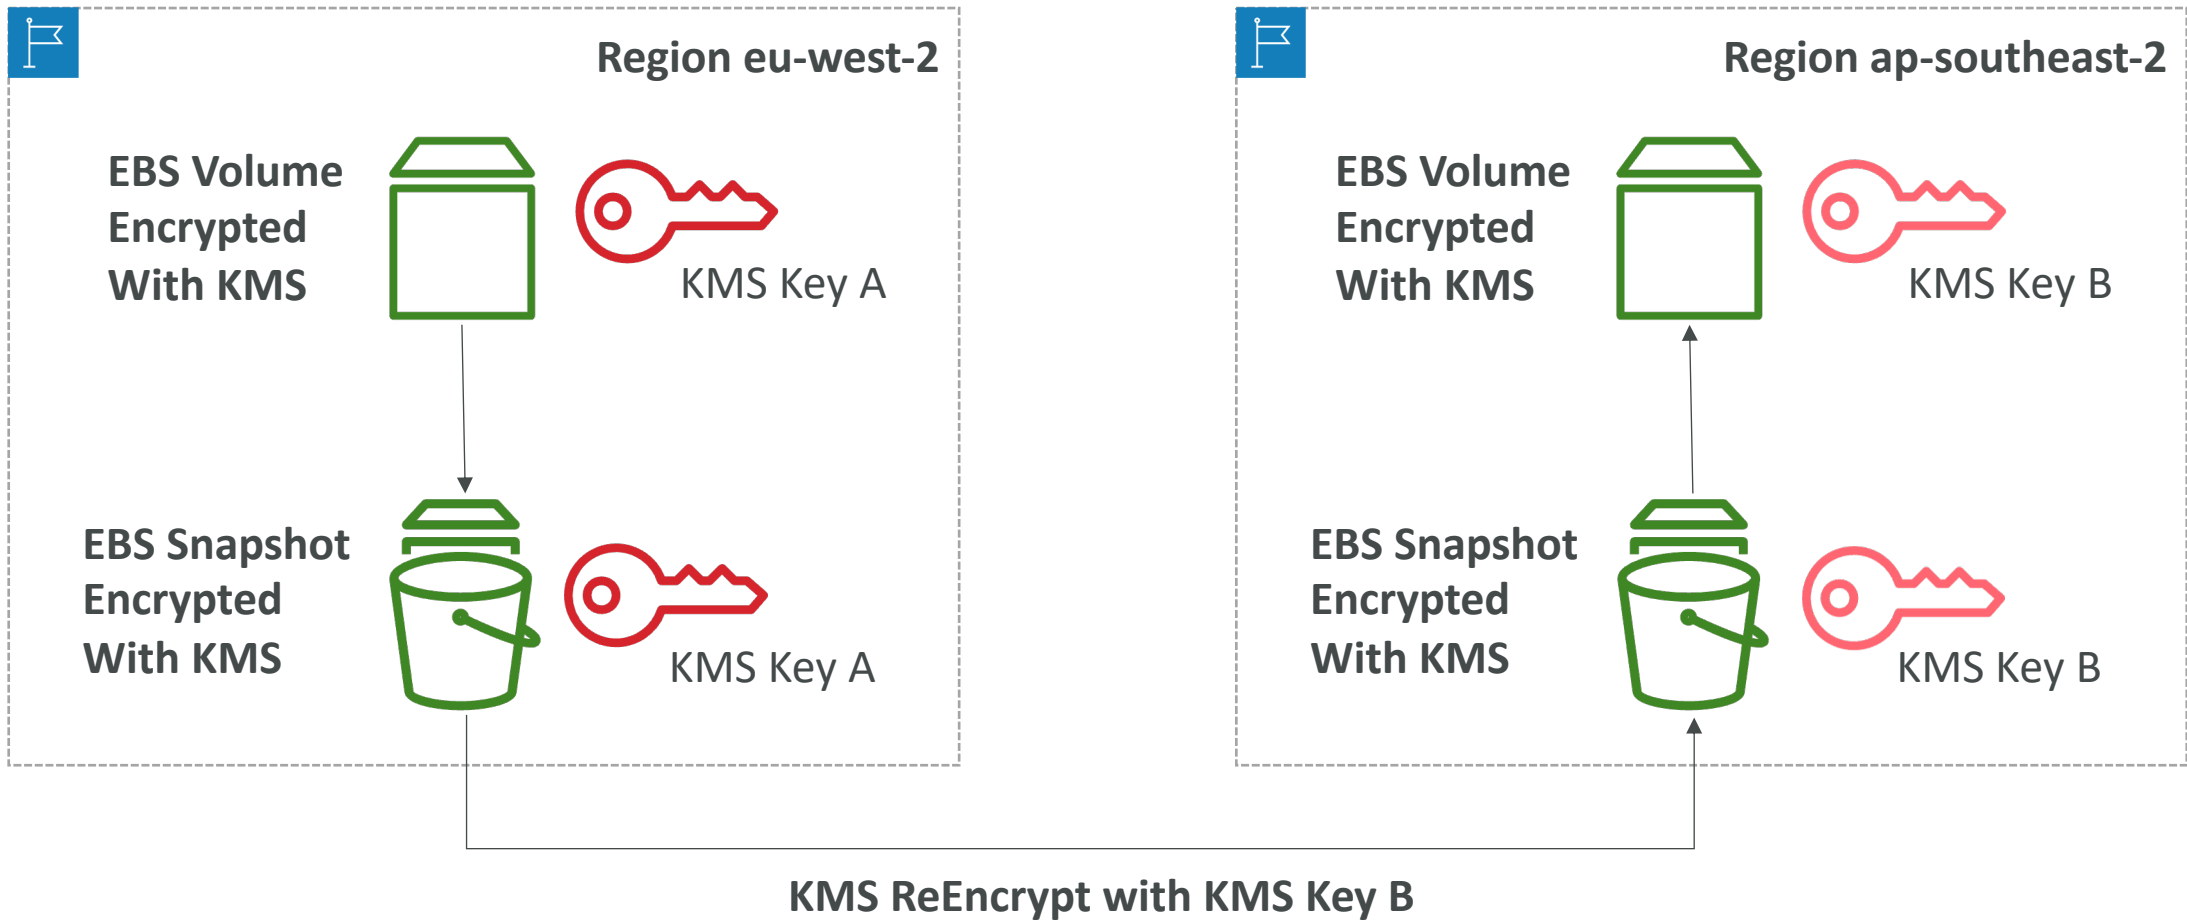 Region eu-west-2
EBS Volume
Encrypted
With KMS
KMS Key A
EBS Snapshot
Encrypted
With KMS
KMS Key A
Region ap-southeast-2
EBS Volume
Encrypted
With KMS
KMS Key B
EBS Snapshot
Encrypted
With KMS
KMS Key B
KMS ReEncrypt with KMS Key B